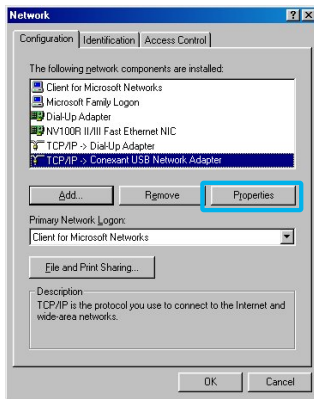 Network
Configuration Identification Access Control
The following network components are installed:
Client for Microsoft Networks
Microsoft Family Logon
Dial-Up Adapter
NV100R II/III Fast Ethernet NIC
TCP/IP -> Dial-Up Adapter
TCP/IP -> Conexant USB Network Adapter
Add... Remove Properties
Primary Network Logon:
Client for Microsoft Networks
File and Print Sharing...
Description
TCP/IP is the protocol you use to connect to the Internet and
wide-area networks.
OK Cancel